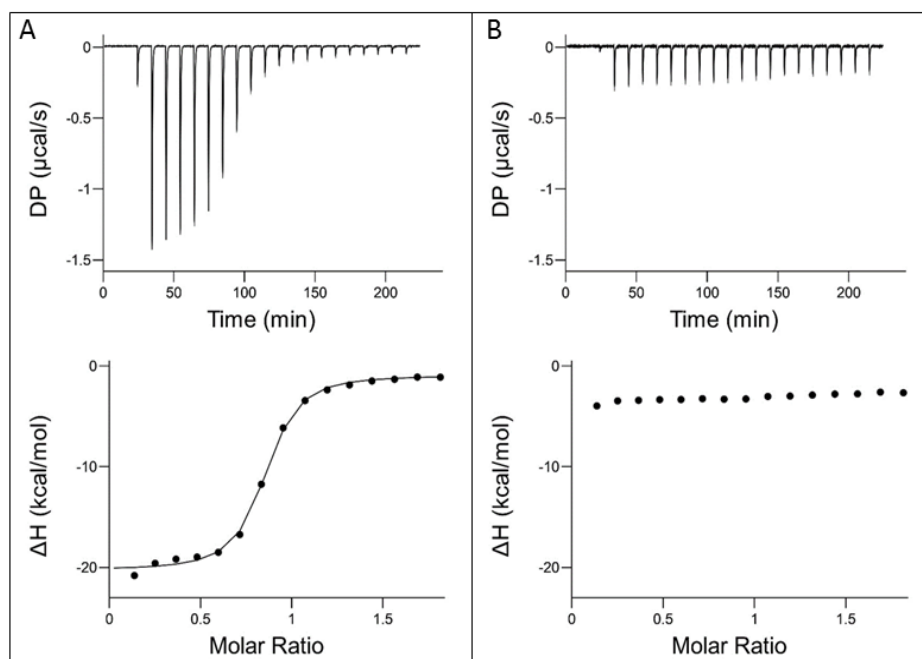 A
0
-0.5
-1
-1.5
DP (µcal/s)
0 50 100 150 200
Time (min)
0
-10
-20
ΔH (kcal/mol)
0 0.5 1 1.5
Molar Ratio
B
0
-0.5
-1
-1.5
DP (µcal/s)
0 50 100 150 200
Time (min)
0
-10
-20
ΔH (kcal/mol)
0 0.5 1 1.5
Molar Ratio